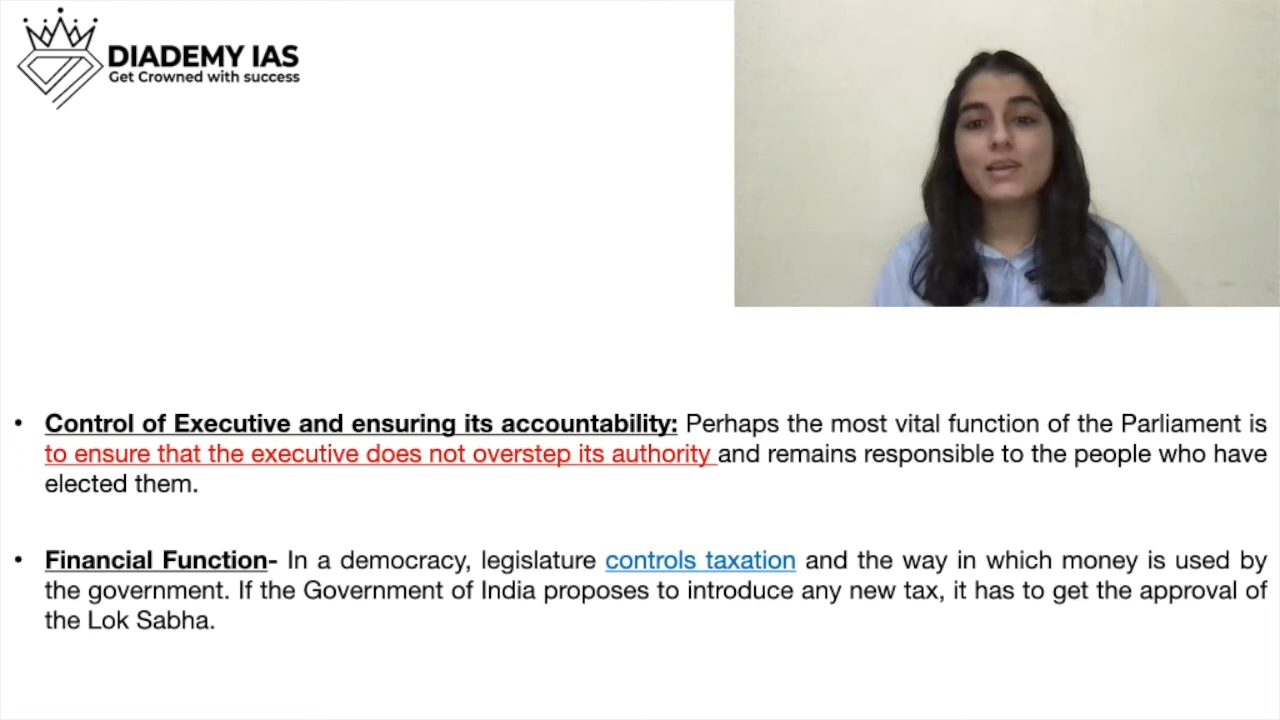 DIADEMY IAS
Get Crowned with success
• Control of Executive and ensuring its accountability: Perhaps the most vital function of the Parliament is
to ensure that the executive does not overstep its authority and remains responsible to the people who have
elected them.
• Financial Function- In a democracy, legislature controls taxation and the way in which money is used by
the government. If the Government of India proposes to introduce any new tax, it has to get the approval of
the Lok Sabha.